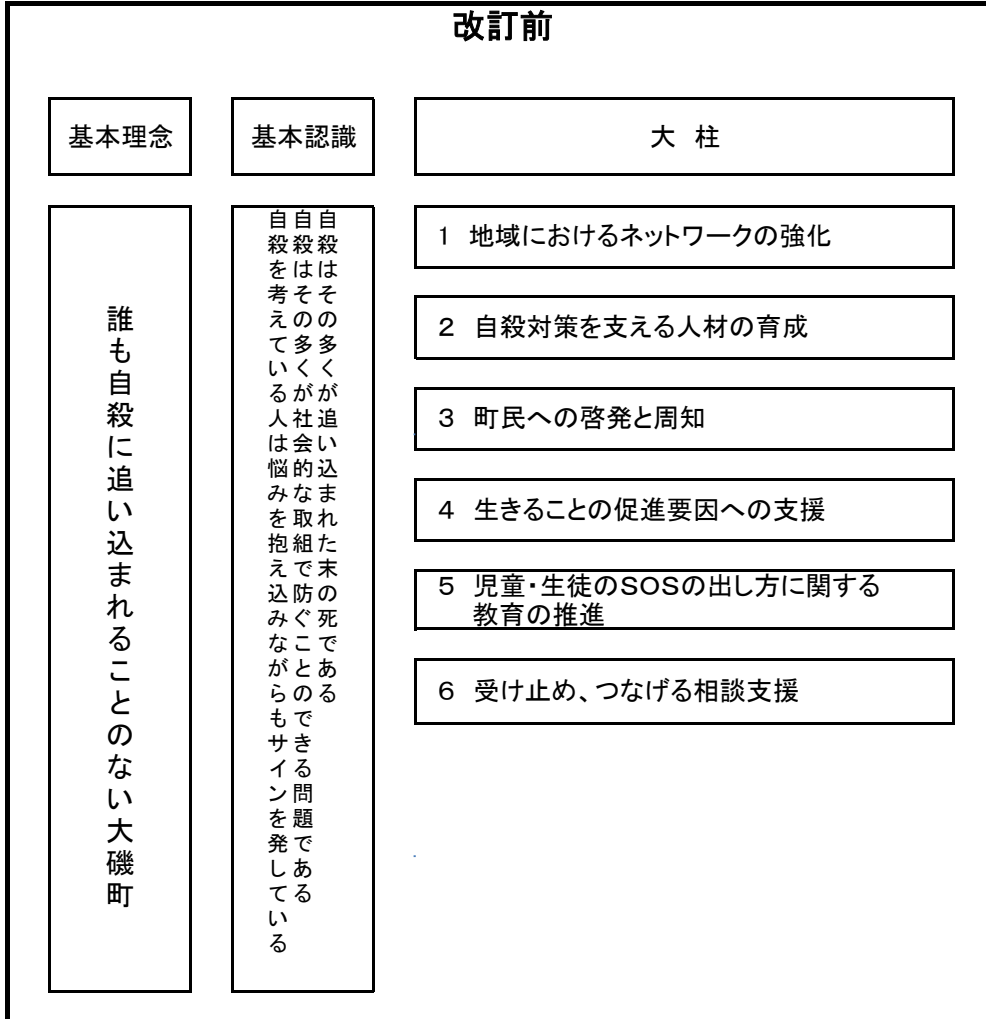 改訂前
基本理念
基本認識
大 柱
誰も自殺に追い込まれることのない大磯町
自殺はその多くが追い込まれた末の死である
自殺はその多くが社会的な取組で防ぐことのできる問題である
自殺を考えている人は悩みを抱え込みながらもサインを発している
1 地域におけるネットワークの強化
2 自殺対策を支える人材の育成
3 町民への啓発と周知
4 生きることの促進要因への支援
5 児童・生徒のSOSの出し方に関する
教育の推進
6 受け止め、つなげる相談支援